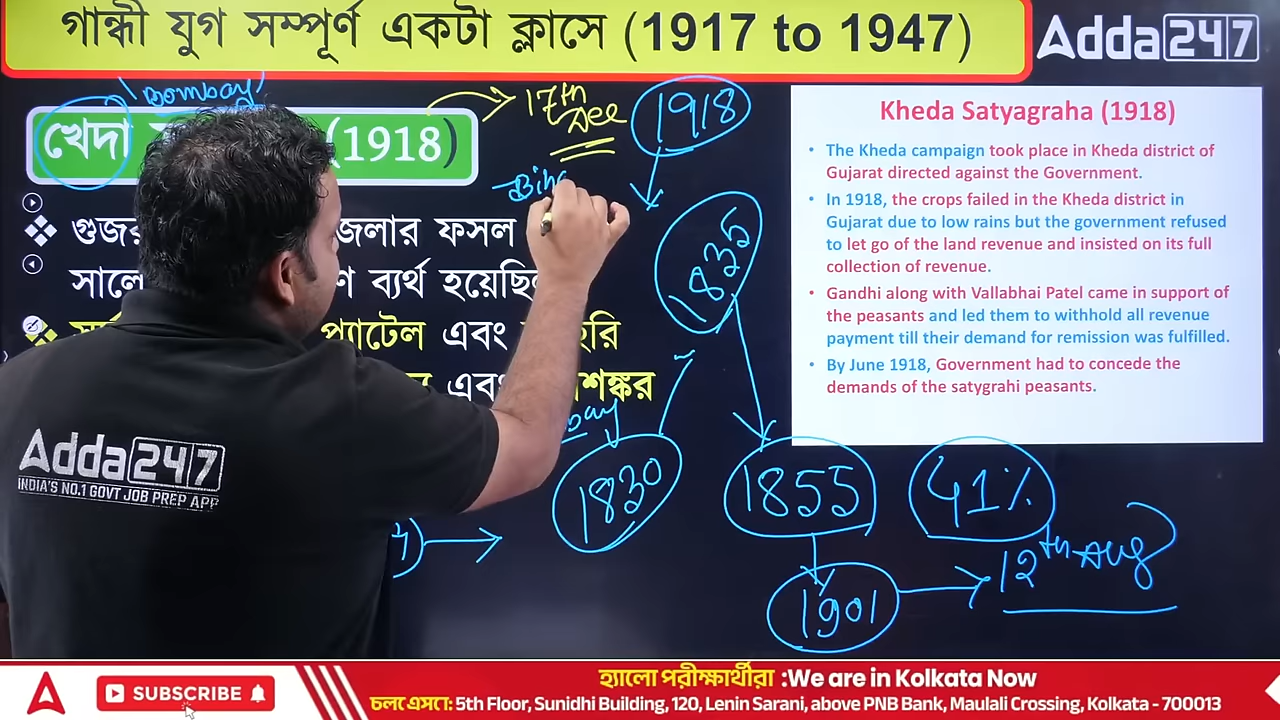 গান্ধী যুগ সম্পূর্ণ একটা ক্লাসে (1917 to 1947)
Adda247
Bombay
খেদা
(1918)
17th
Dec
1918
জেলার ফসল
সালে
ব্যর্থ
প্যাটেল এবং
এবং
1835
1830
1855
41%
12th Aug
1901
Kheda Satyagraha (1918)
• The Kheda campaign took place in Kheda district of
Gujarat directed against the Government.
• In 1918, the crops failed in the Kheda district in
Gujarat due to low rains but the government refused
to let go of the land revenue and insisted on its full
collection of revenue.
• Gandhi along with Vallabhai Patel came in support of
the peasants and led them to withhold all revenue
payment till their demand for remission was fulfilled.
• By June 1918, Government had to concede the
demands of the satygrahi peasants.
Adda247
INDIA'S NO.1 GOVT JOB PREP APP
SUBSCRIBE
হ্যালো পরীক্ষার্থীরা :We are in Kolkata Now
চলে এসো: 5th Floor, Sunidhi Building, 120, Lenin Sarani, above PNB Bank, Maulali Crossing, Kolkata - 700013